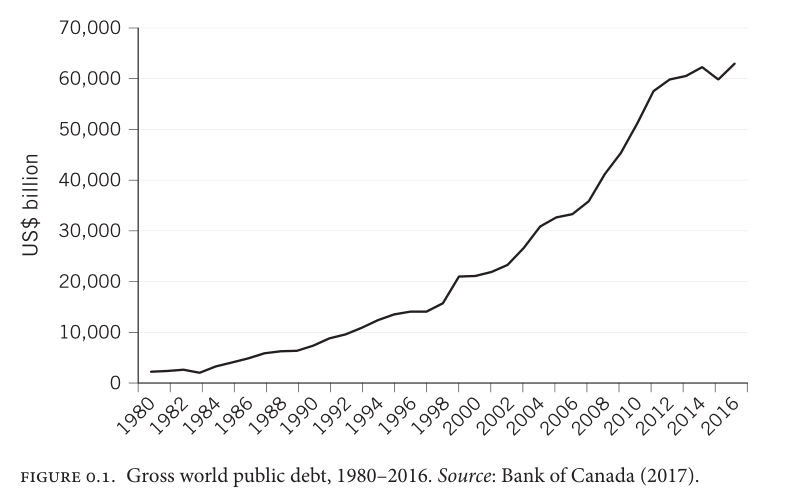 70,000
60,000
50,000
40,000
30,000
20,000
10,000
0
US$ billion
1980 1982 1984 1986 1988 1990 1992 1994 1996 1998 2000 2002 2004 2006 2008 2010 2012 2014 2016
FIGURE 0.1. Gross world public debt, 1980–2016. Source: Bank of Canada (2017).